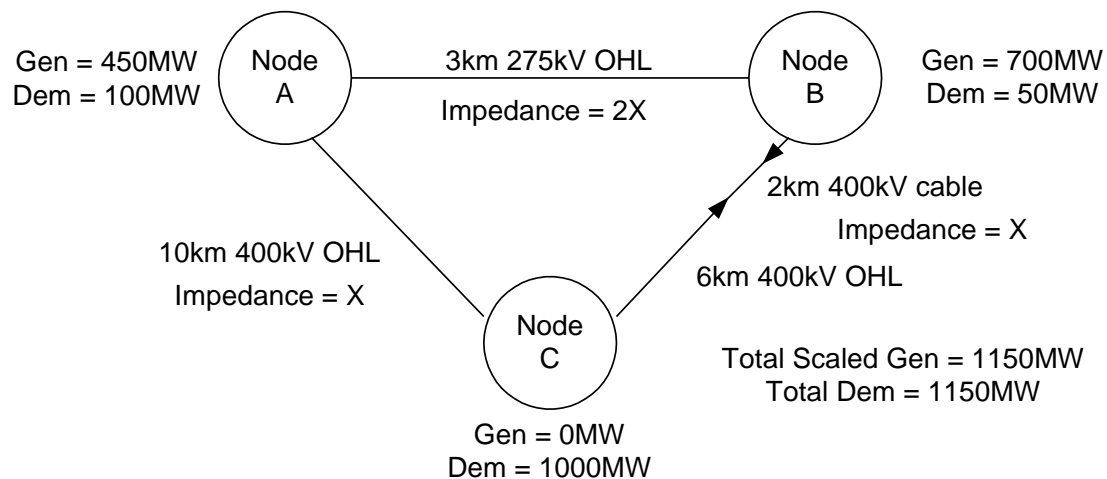 Gen = 450MW
Dem = 100MW
Node
A
3km 275kV OHL
Impedance = 2X
Node
B
Gen = 700MW
Dem = 50MW
2km 400kV cable
Impedance = X
10km 400kV OHL
Impedance = X
6km 400kV OHL
Node
C
Total Scaled Gen = 1150MW
Total Dem = 1150MW
Gen = 0MW
Dem = 1000MW